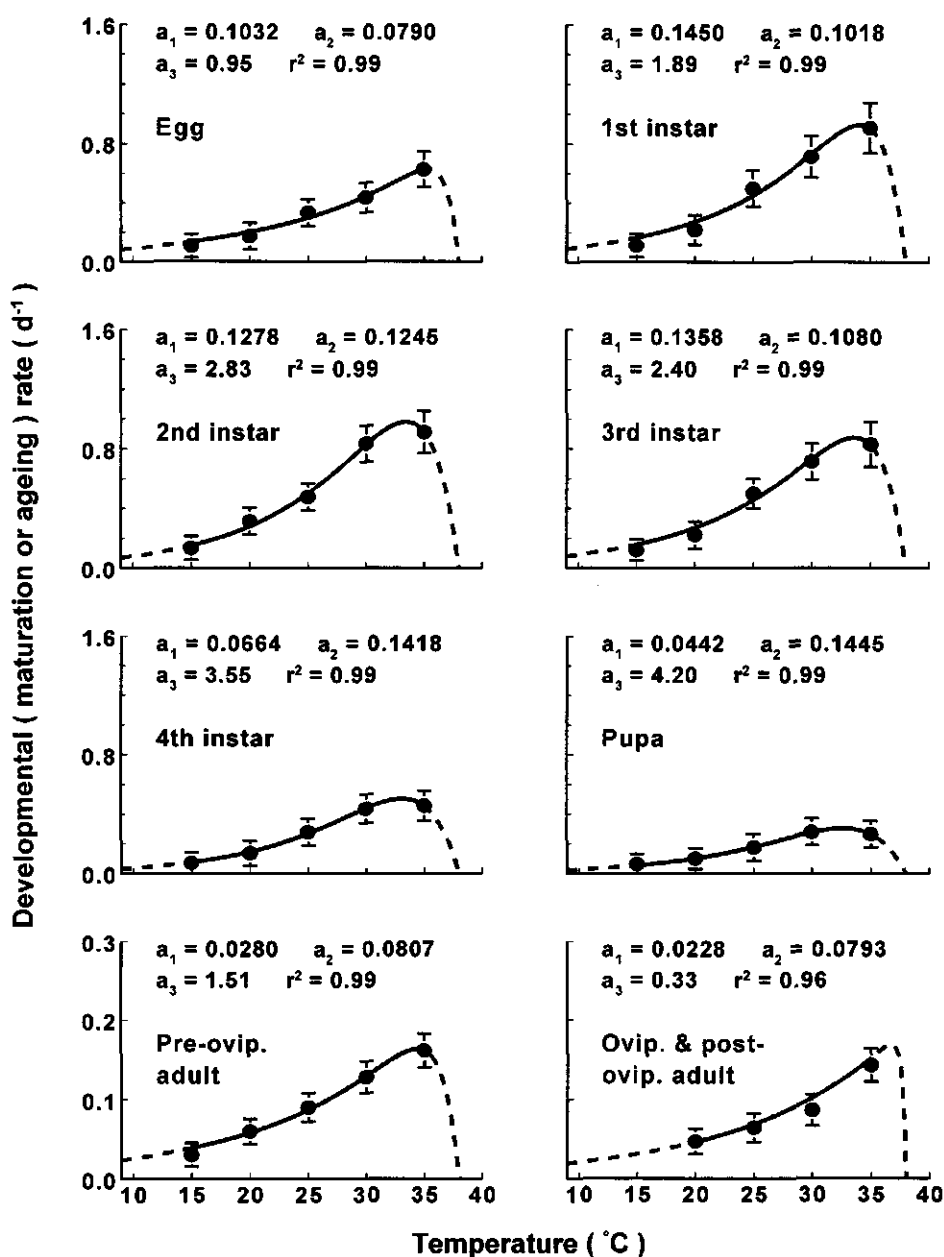 Developmental ( maturation or ageing ) rate ( d⁻¹ )
1.6
0.8
0.0
a₁ = 0.1032 a₂ = 0.0790
a₃ = 0.95 r² = 0.99
Egg
a₁ = 0.1450 a₂ = 0.1018
a₃ = 1.89 r² = 0.99
1st instar
1.6
0.8
0.0
a₁ = 0.1278 a₂ = 0.1245
a₃ = 2.83 r² = 0.99
2nd instar
a₁ = 0.1358 a₂ = 0.1080
a₃ = 2.40 r² = 0.99
3rd instar
1.6
0.8
0.0
a₁ = 0.0664 a₂ = 0.1418
a₃ = 3.55 r² = 0.99
4th instar
a₁ = 0.0442 a₂ = 0.1445
a₃ = 4.20 r² = 0.99
Pupa
0.3
0.2
0.1
0.0
a₁ = 0.0280 a₂ = 0.0807
a₃ = 1.51 r² = 0.99
Pre-ovip.
adult
a₁ = 0.0228 a₂ = 0.0793
a₃ = 0.33 r² = 0.96
Ovip. & post-
ovip. adult
10 15 20 25 30 35 40
10 15 20 25 30 35 40
Temperature ( °C )